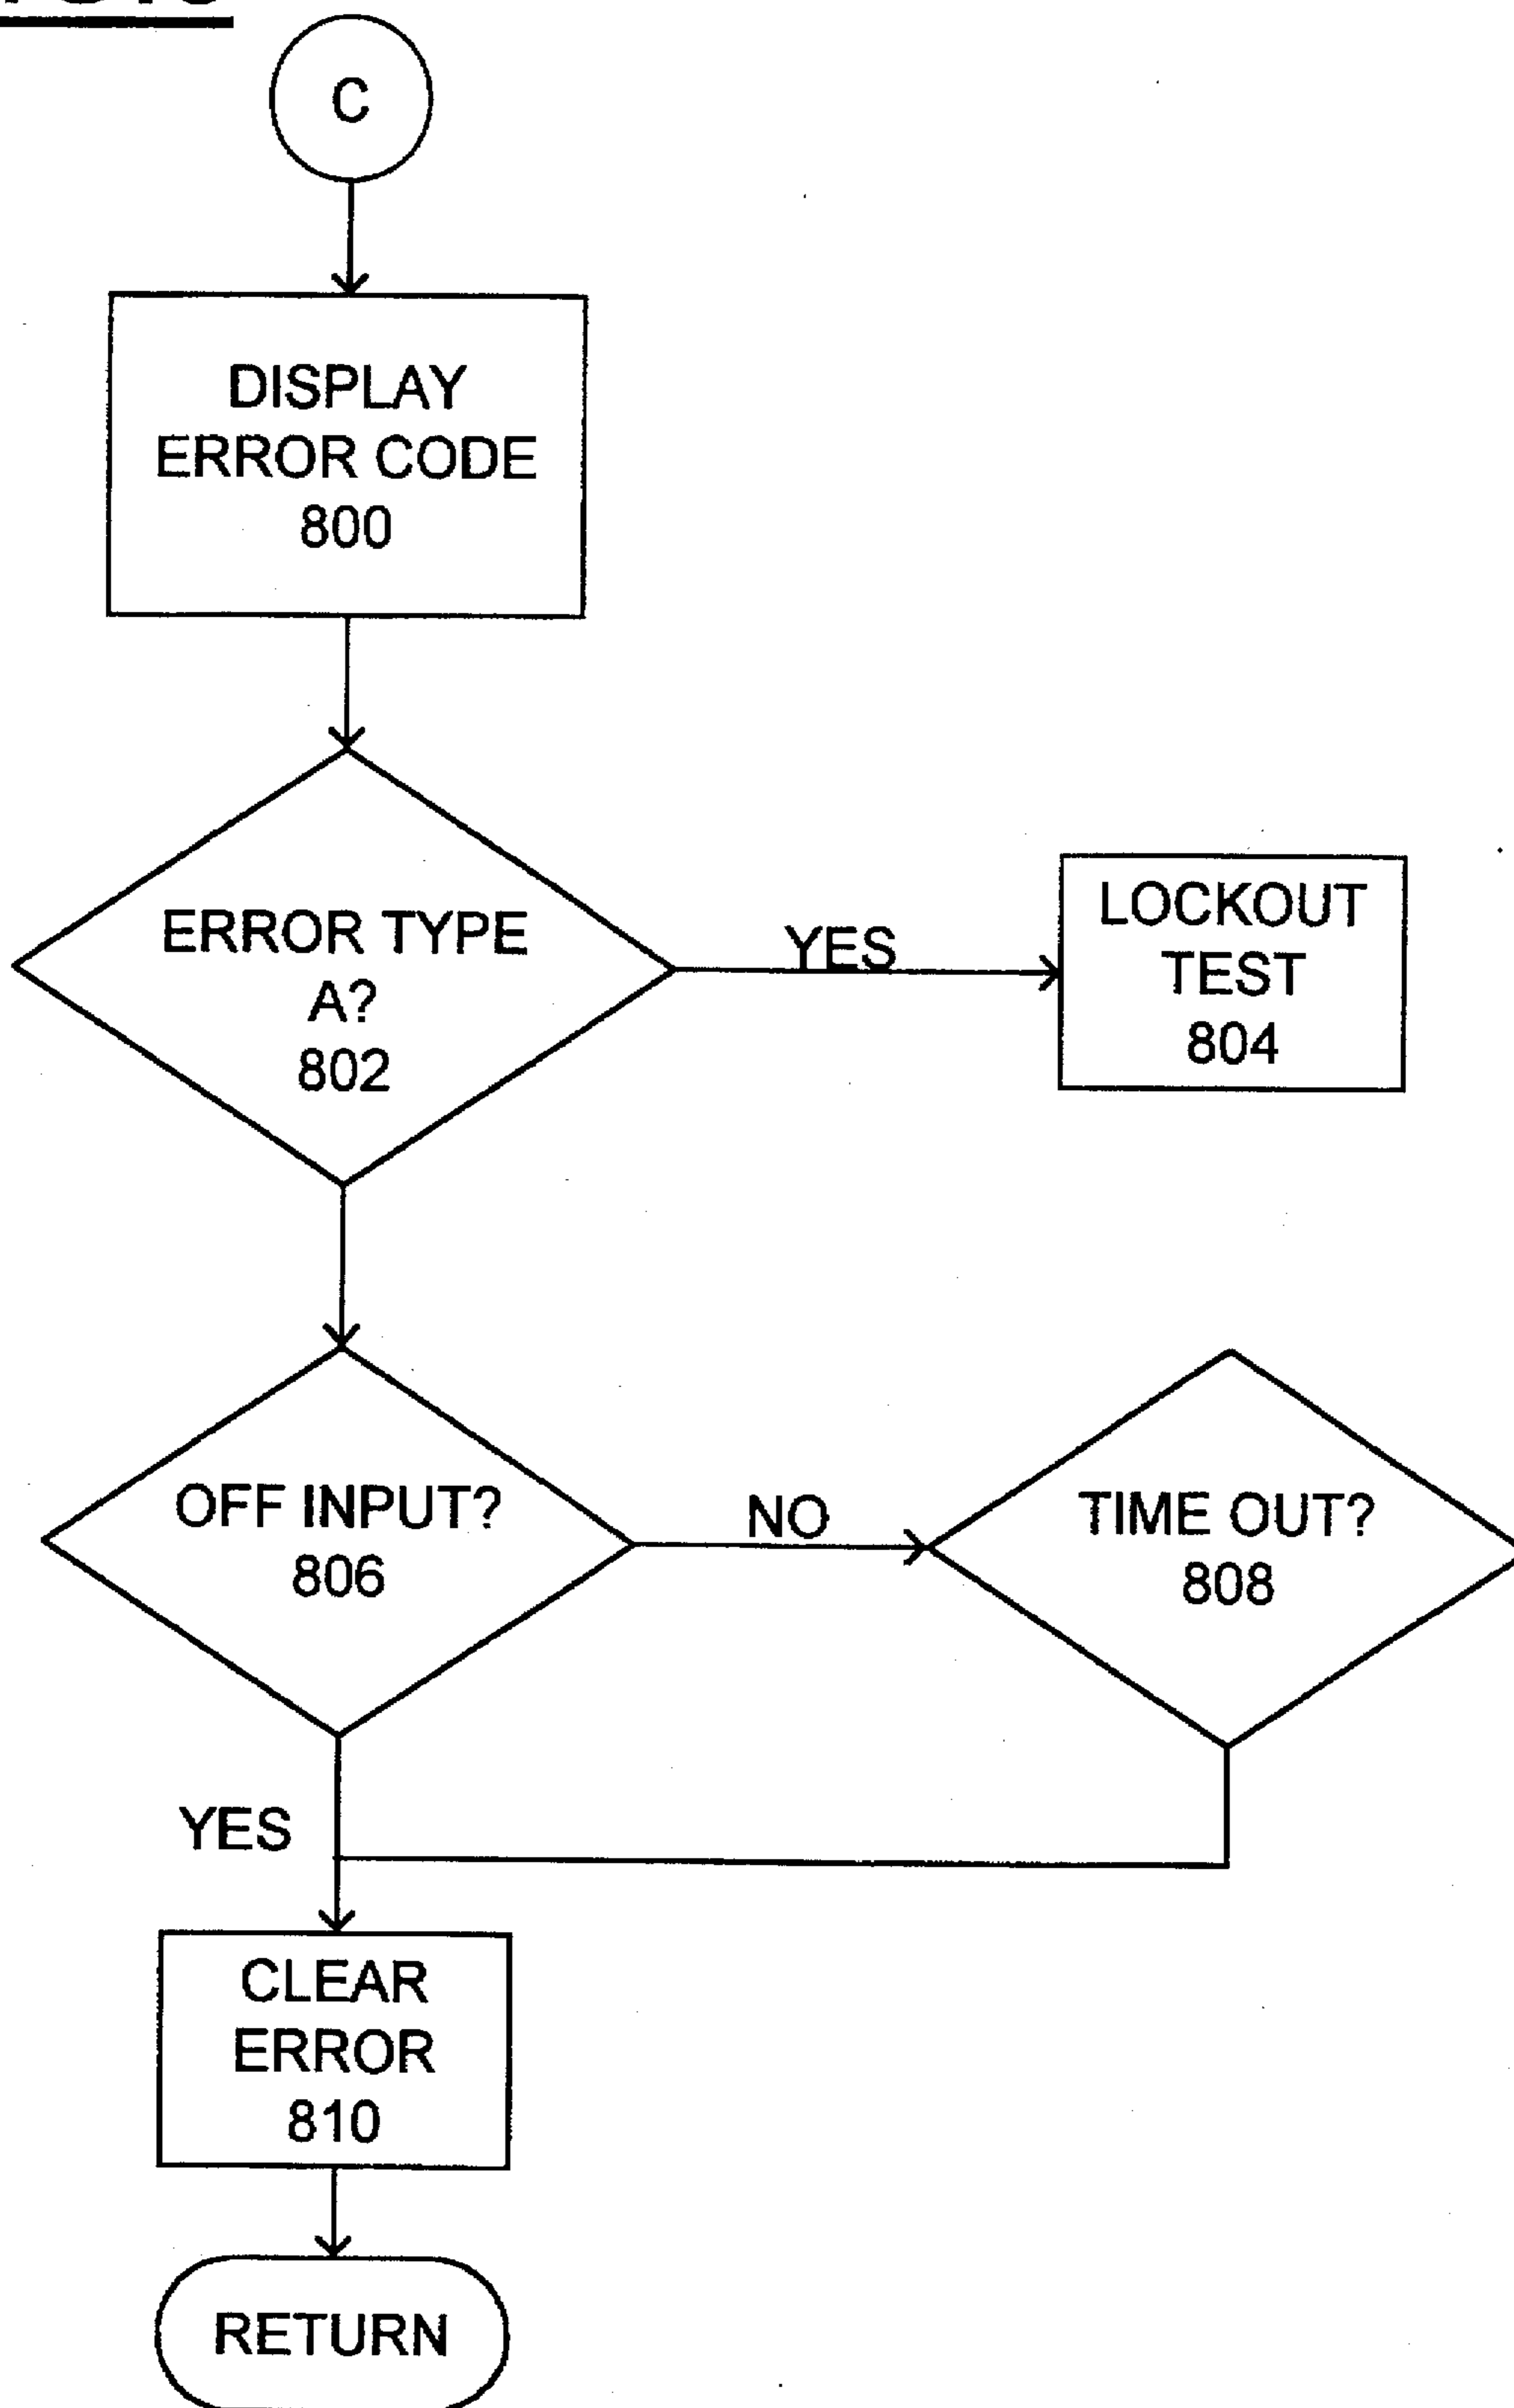 C
DISPLAY
ERROR CODE
800
ERROR TYPE
A?
802
YES
LOCKOUT
TEST
804
OFF INPUT?
806
NO
TIME OUT?
808
YES
CLEAR
ERROR
810
RETURN